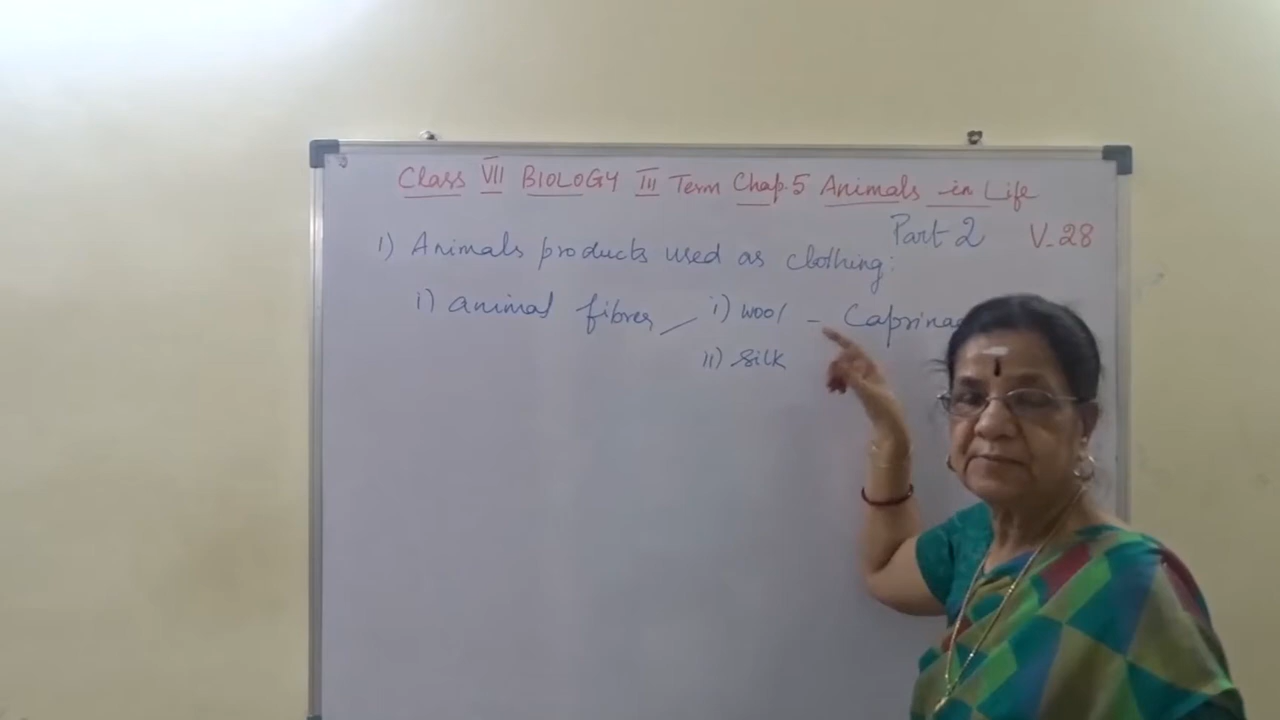 Class VII BIOLOGY III Term Chap.5 Animals in Life
Part 2 V-28
1) Animals products used as clothing:
i) animal fibres i) wool - Caprinae
ii) Silk